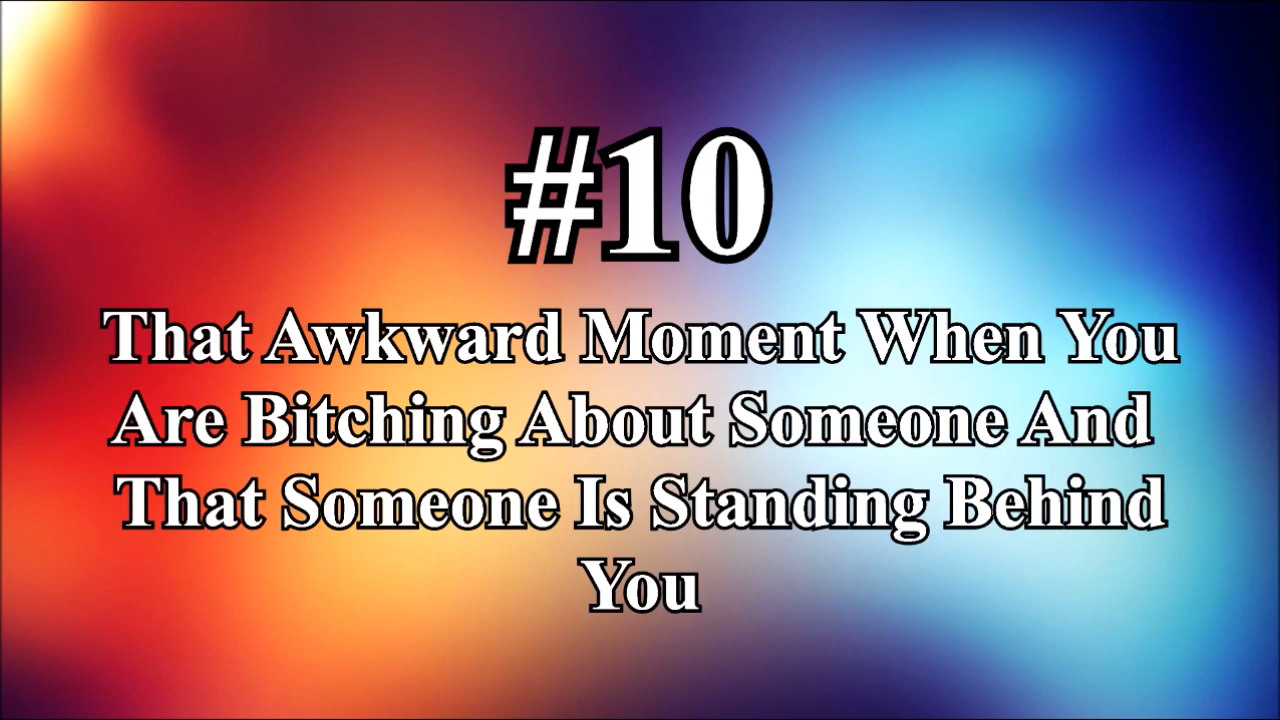 #10
That Awkward Moment When You
Are Bitching About Someone And
That Someone Is Standing Behind
You